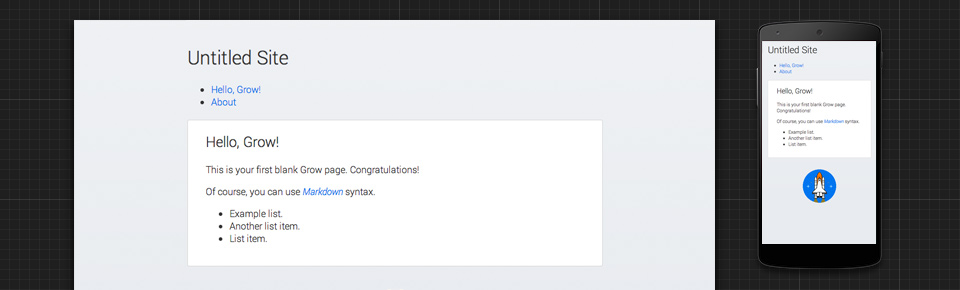 Untitled Site
Hello, Grow!
About
Hello, Grow!
This is your first blank Grow page. Congratulations!
Of course, you can use Markdown syntax.
Example list.
Another list item.
List item.
Untitled Site
Hello, Grow!
About
Hello, Grow!
This is your first blank Grow page.
Congratulations!
Of course, you can use Markdown syntax.
Example list.
Another list item.
List item.